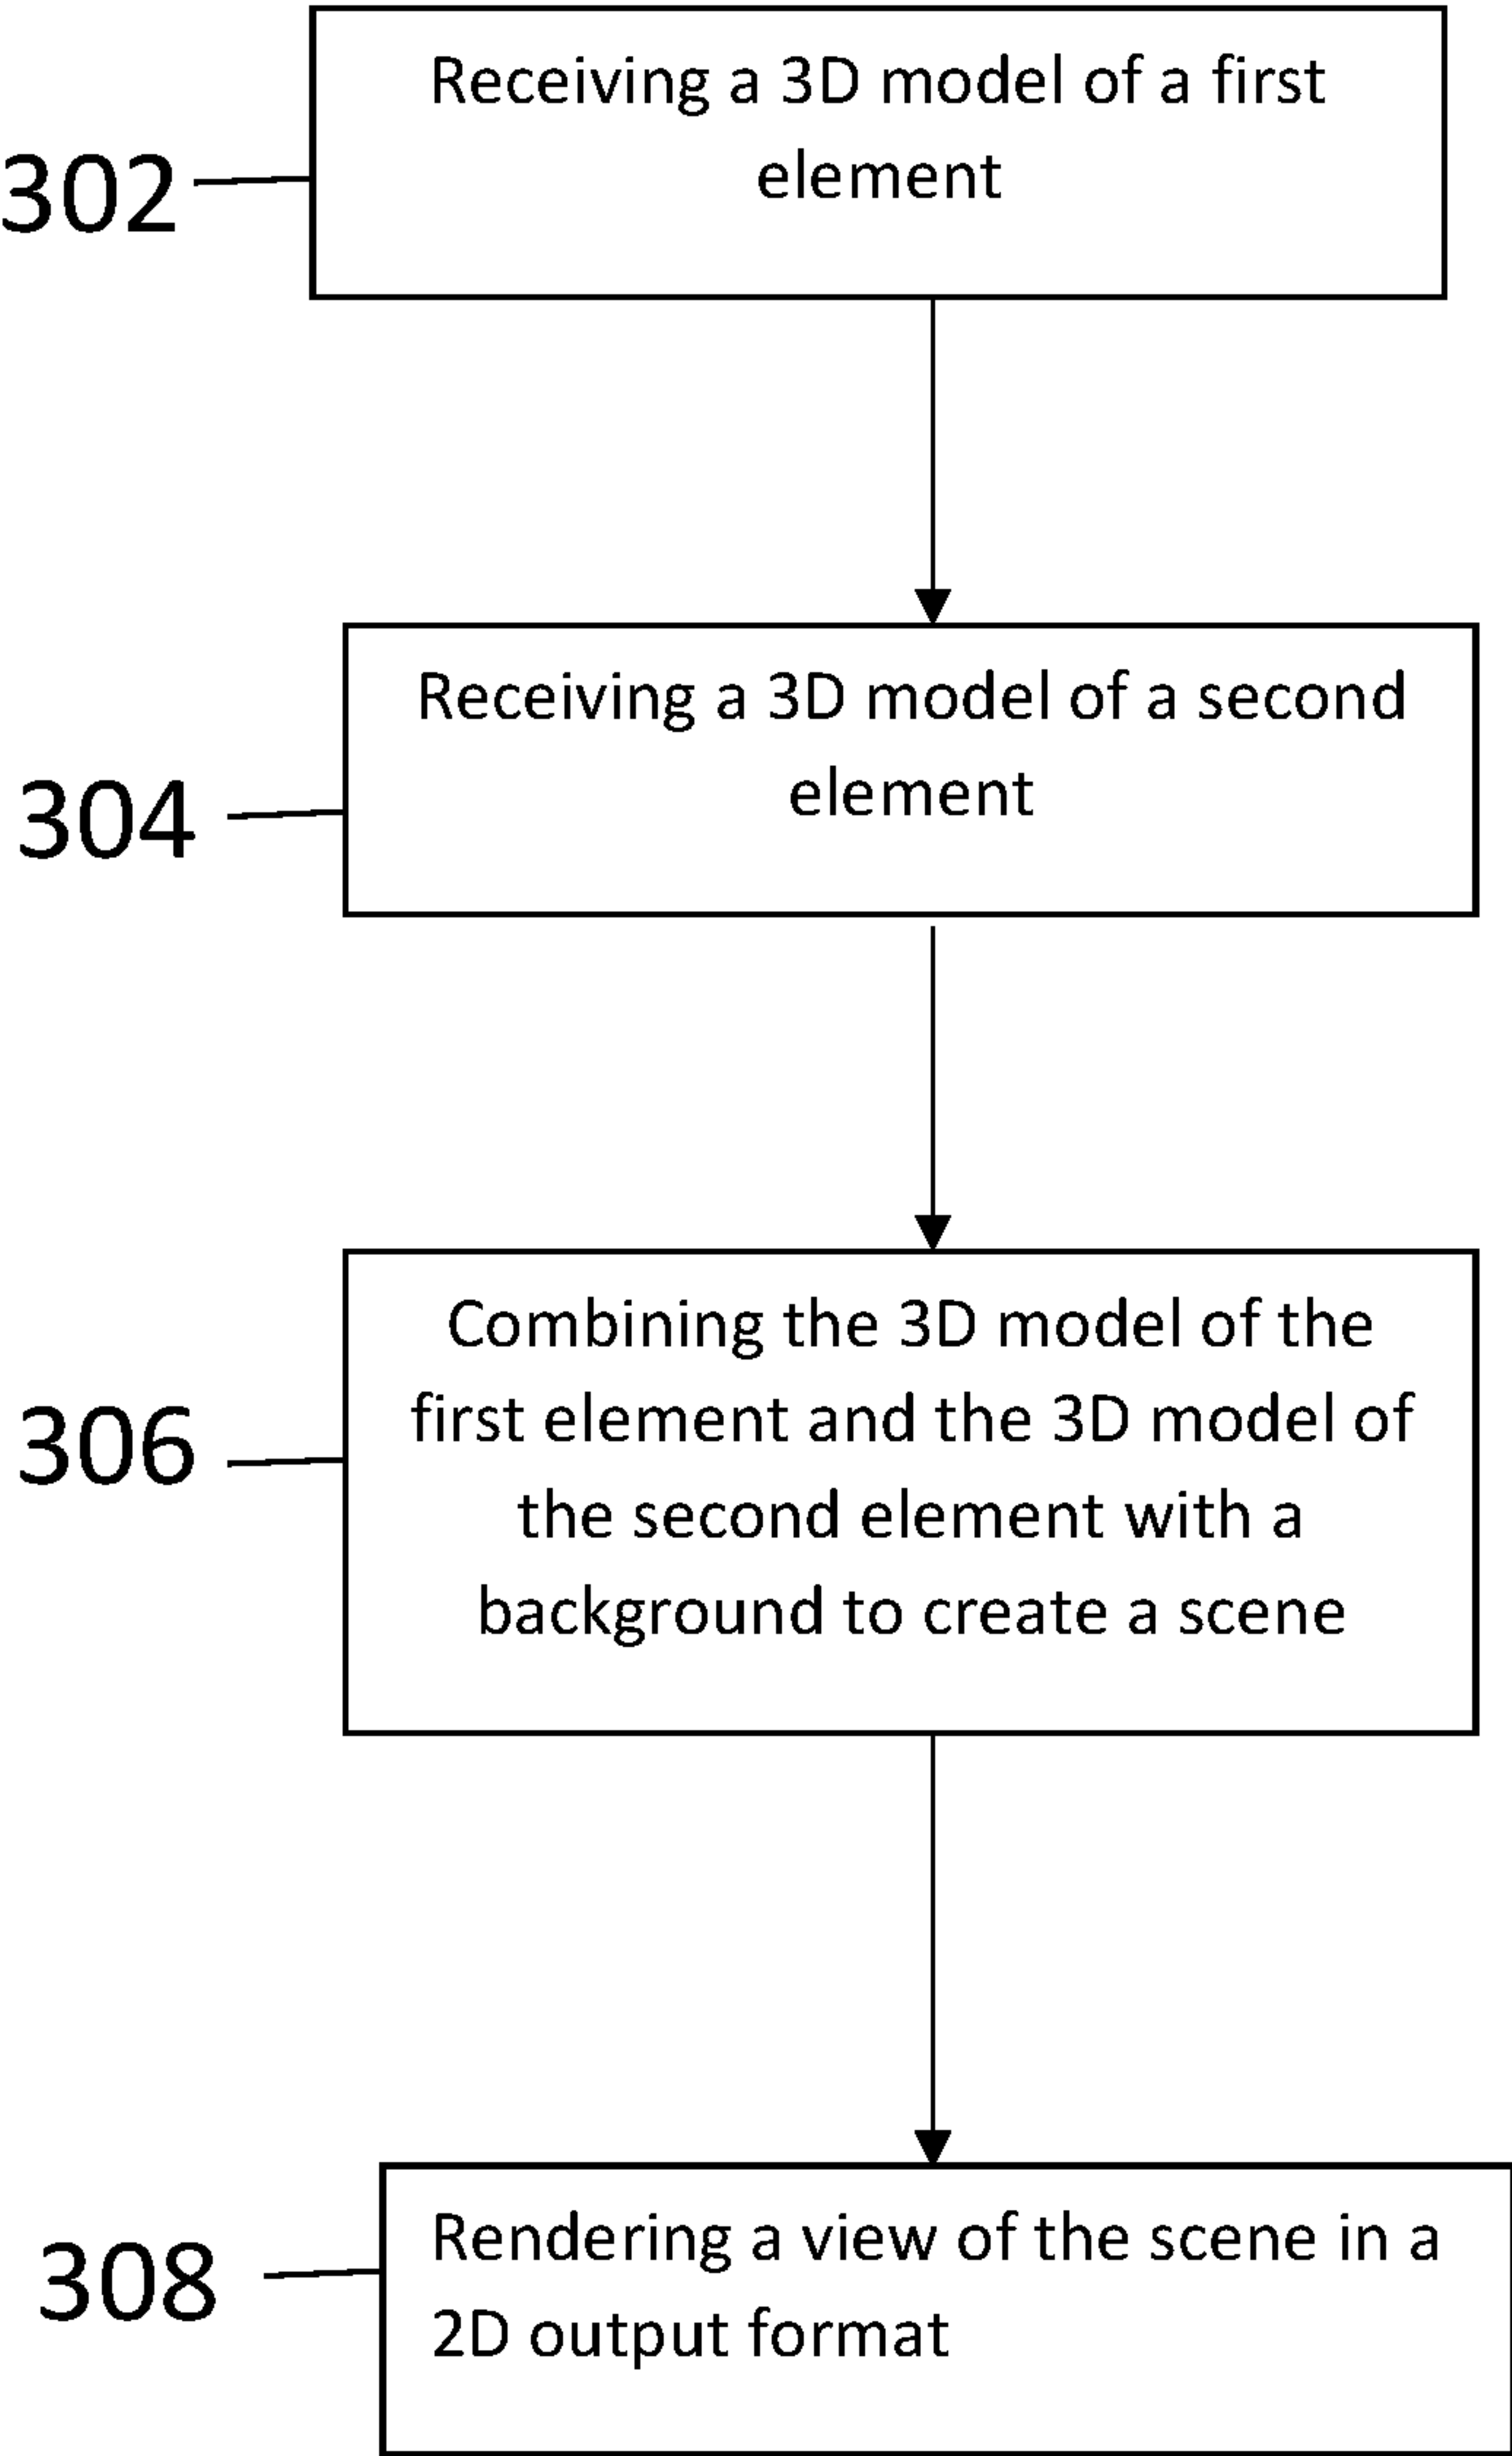 Receiving a 3D model of a first
element
302
Receiving a 3D model of a second
element
304
Combining the 3D model of the
first element and the 3D model of
the second element with a
background to create a scene
306
Rendering a view of the scene in a
2D output format
308